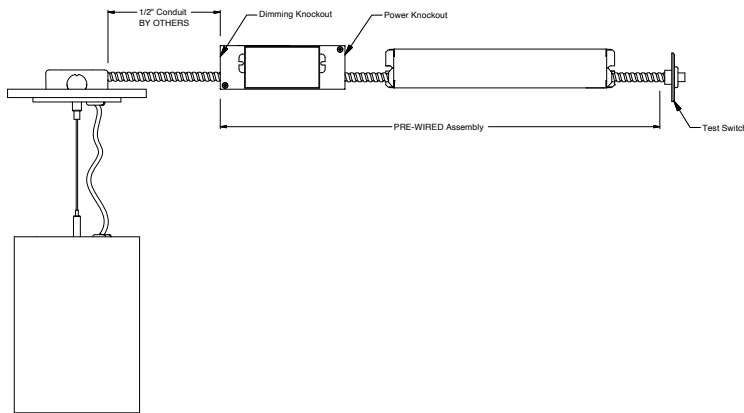 1/2" Conduit
BY OTHERS
Dimming Knockout
Power Knockout
PRE-WIRED Assembly
Test Switch